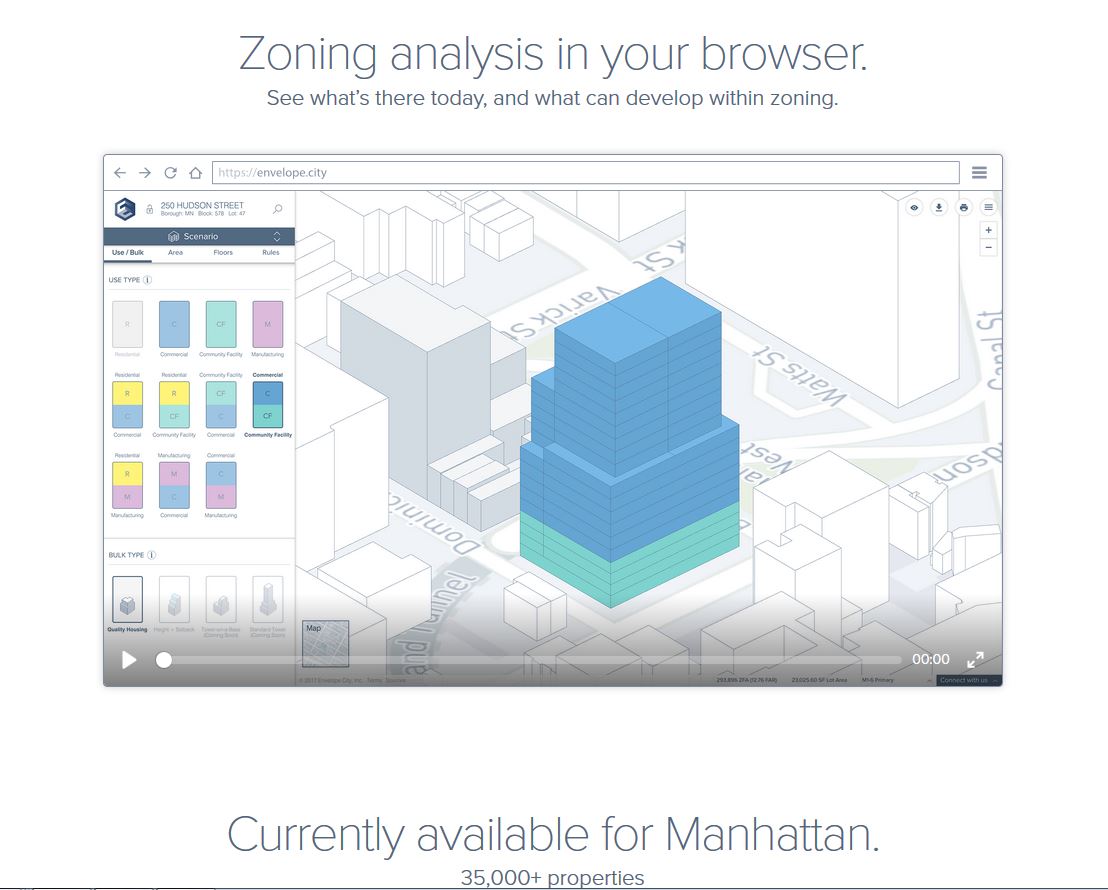 Zoning analysis in your browser.
See what's there today, and what can develop within zoning.
https://envelope.city
250 HUDSON STREET
Borough: MN Block: 578 Lot: 47
Scenario
Use / Bulk Area Floors Rules
USE TYPE i
R C CF M
Residential Commercial Community Facility Manufacturing
Residential Residential Community Facility Commercial
R R CF C
C CF C CF
Commercial Community Facility Commercial Community Facility
Residential Manufacturing Commercial
R M C
M C M
Manufacturing Commercial Manufacturing
BULK TYPE i
Quality Housing Height + Setback Tower-on-a-Base Standard Tower
(Coming Soon) (Coming Soon)
Varick St
Watts St
Canal St
Dominic
and Tunnel
+
−
Map
00:00
© 2017 Envelope City, Inc. Terms Sources
293,896 ZFA (12.76 FAR) 23,025.60 SF Lot Area M1-6 Primary
Connect with us
Currently available for Manhattan.
35,000+ properties